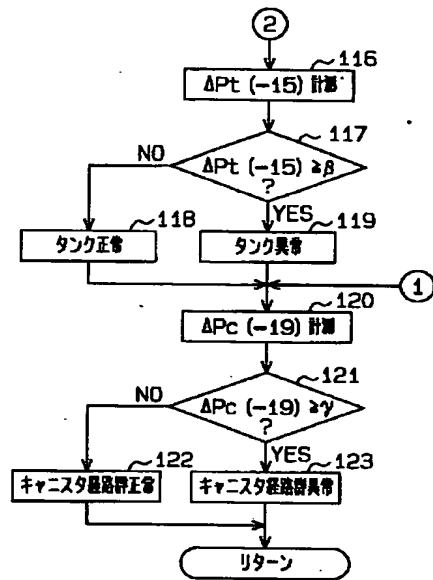 2
116
ΔPt (-15) 計測
117
ΔPt (-15) ≧β
?
NO
YES
118
タンク正常
119
タンク異常
1
120
ΔPc (-19) 計測
121
ΔPc (-19) ≧γ
?
NO
YES
122
キャニスタ経路群正常
123
キャニスタ経路群異常
リターン